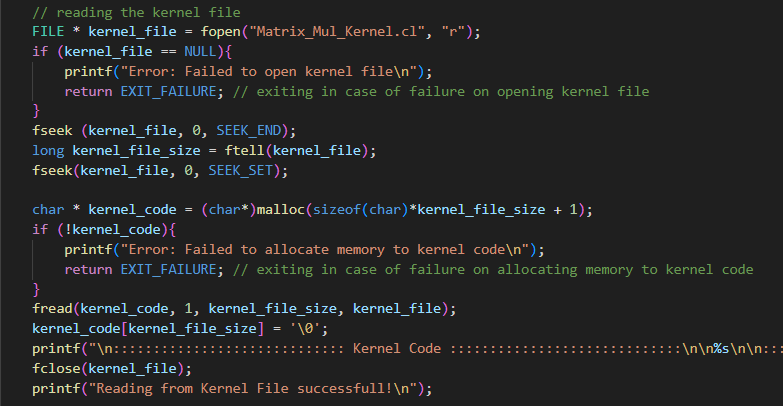 // reading the kernel file
FILE * kernel_file = fopen("Matrix_Mul_Kernel.cl", "r");
if (kernel_file == NULL){
    printf("Error: Failed to open kernel file\n");
    return EXIT_FAILURE; // exiting in case of failure on opening kernel file
}
fseek (kernel_file, 0, SEEK_END);
long kernel_file_size = ftell(kernel_file);
fseek(kernel_file, 0, SEEK_SET);

char * kernel_code = (char*)malloc(sizeof(char)*kernel_file_size + 1);
if (!kernel_code){
    printf("Error: Failed to allocate memory to kernel code\n");
    return EXIT_FAILURE; // exiting in case of failure on allocating memory to kernel code
}
fread(kernel_code, 1, kernel_file_size, kernel_file);
kernel_code[kernel_file_size] = '\0';
printf("\n::::::::::::::::::::::::::::: Kernel Code :::::::::::::::::::::::::::::\n\n%s\n\n:::
fclose(kernel_file);
printf("Reading from Kernel File successfull!\n");